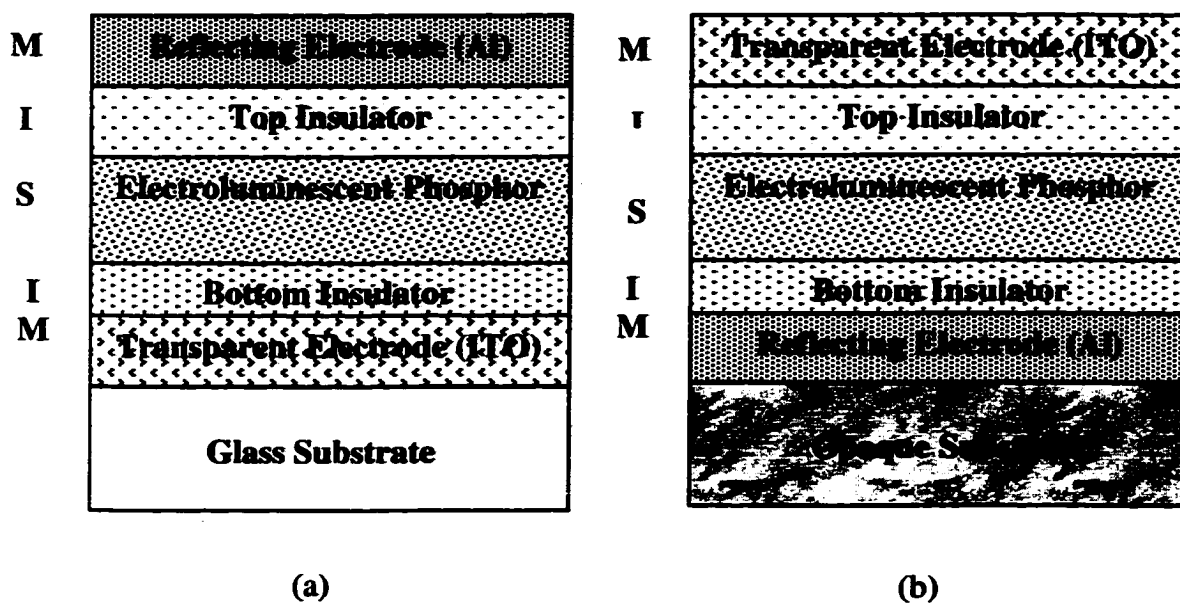 M
Reflecting Electrode (Al)
I
Top Insulator
S
Electroluminescent Phosphor
I
Bottom Insulator
M
Transparent Electrode (ITO)
Glass Substrate
(a)
M
Transparent Electrode (ITO)
I
Top Insulator
S
Electroluminescent Phosphor
I
Bottom Insulator
M
Reflecting Electrode (Al)
Opaque
(b)